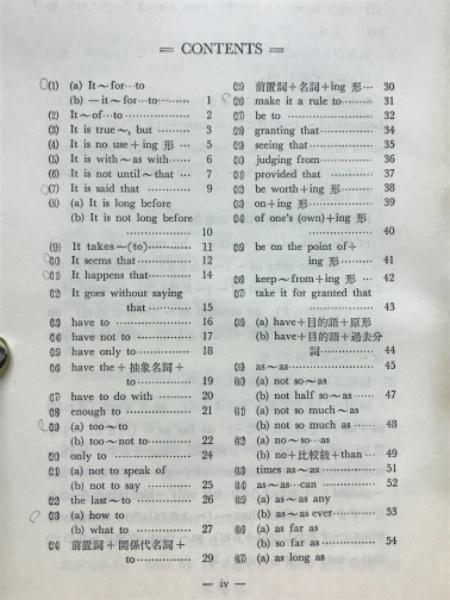 = CONTENTS =
(1) (a) It～for…to
(b) —it～for…to……… 1
(2) It～of…to…………… 2
(3) It is true～, but ……… 3
(4) It is no use＋ing 形 … 5
(5) It is with～as with…… 6
(6) It is not until～that … 7
(7) It is said that ………… 9
(8) (a) It is long before
(b) It is not long before
………………… 10
(9) It takes～(to)………… 11
(10) It seems that………… 12
(11) It happens that……… 14
(12) It goes without saying
that ………… 15
(13) have to ……………… 16
(14) have not to ………… 17
(15) have only to………… 18
(16) have the＋抽象名詞＋
to …………… 19
(17) have to do with ……… 20
(18) enough to …………… 21
(19) (a) too～to
(b) too～not to……… 22
(20) only to ……………… 24
(21) (a) not to speak of
(b) not to say ……… 25
(22) the last～to ………… 26
(23) (a) how to
(b) what to ………… 27
(24) 前置詞＋関係代名詞＋
to …………… 29
(25) 前置詞＋名詞＋ing 形… 30
(26) make it a rule to……… 31
(27) be to ………………… 32
(28) granting that………… 34
(29) seeing that…………… 35
(30) judging from………… 36
(31) provided that ……… 37
(32) be worth＋ing 形……… 38
(33) on＋ing 形…………… 39
(34) of one's (own)＋ing 形
………………… 40
(35) be on the point of＋
ing 形……… 41
(36) keep～from＋ing 形 … 42
(37) take it for granted that
………………… 43
(38) (a) have＋目的語＋原形
(b) have＋目的語＋過去分
詞…………… 44
(39) as～as………………… 45
(40) (a) not so～as
(b) not half so～as …… 47
(41) (a) not so much～as
(b) not so much as …… 48
(42) (a) no～so…as
(b) no＋比較級＋than… 49
(43) times as～as………… 51
(44) as～as…can ………… 52
(45) (a) as～as any
(b) as～as ever……… 53
(46) (a) as far as
(b) so far as………… 54
(47) (a) as long as
— iv —